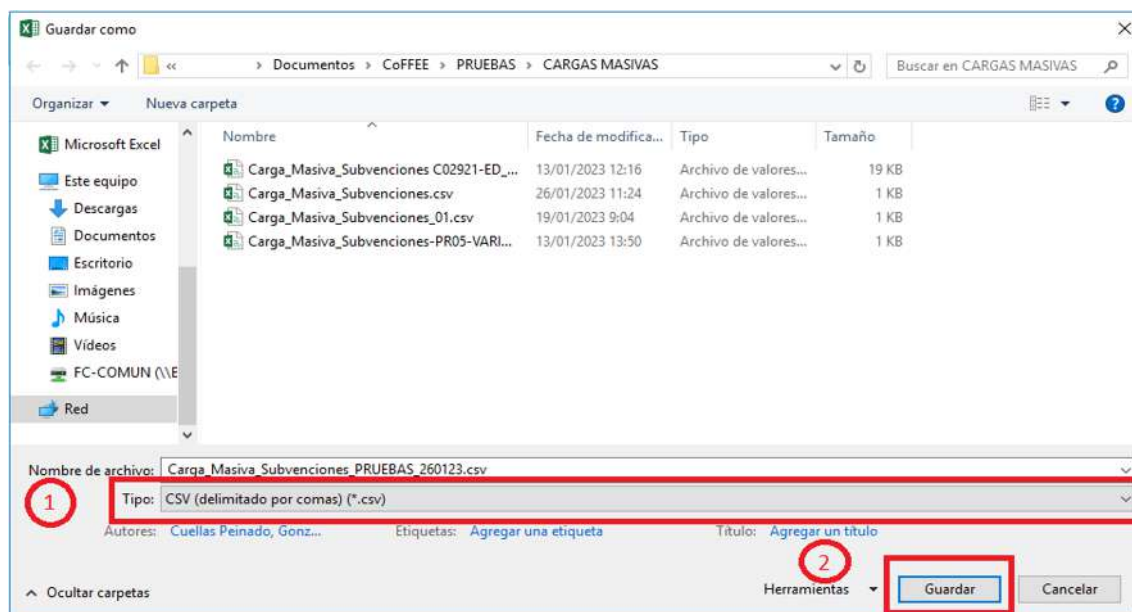 Guardar como
« > Documentos > CoFFEE > PRUEBAS > CARGAS MASIVAS
Buscar en CARGAS MASIVAS
Organizar Nueva carpeta
Microsoft Excel
Este equipo
Descargas
Documentos
Escritorio
Imágenes
Música
Vídeos
FC-COMUN (\\E
Red
Nombre Fecha de modifica... Tipo Tamaño
Carga_Masiva_Subvenciones C02921-ED_... 13/01/2023 12:16 Archivo de valores... 19 KB
Carga_Masiva_Subvenciones.csv 26/01/2023 11:24 Archivo de valores... 1 KB
Carga_Masiva_Subvenciones_01.csv 19/01/2023 9:04 Archivo de valores... 1 KB
Carga_Masiva_Subvenciones-PR05-VARI... 13/01/2023 13:50 Archivo de valores... 1 KB
Nombre de archivo: Carga_Masiva_Subvenciones_PRUEBAS_260123.csv
1
Tipo: CSV (delimitado por comas) (*.csv)
Autores: Cuellas Peinado, Gonz... Etiquetas: Agregar una etiqueta Título: Agregar un título
2
Ocultar carpetas Herramientas Guardar Cancelar